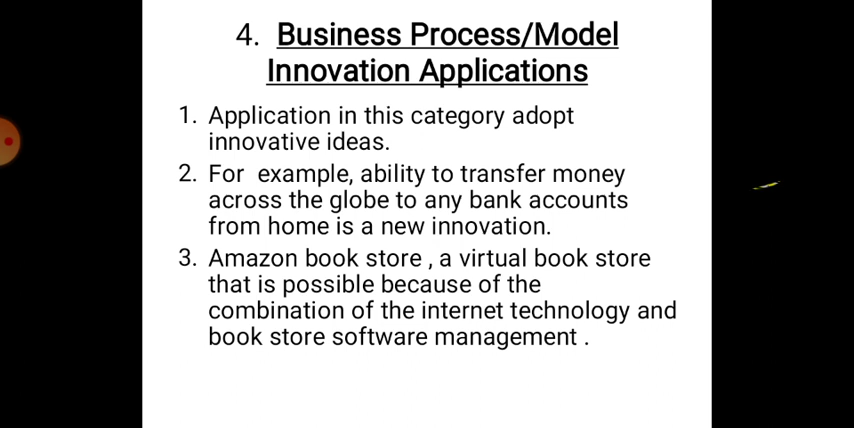 4. Business Process/Model
Innovation Applications
1. Application in this category adopt
innovative ideas.
2. For example, ability to transfer money
across the globe to any bank accounts
from home is a new innovation.
3. Amazon book store , a virtual book store
that is possible because of the
combination of the internet technology and
book store software management .